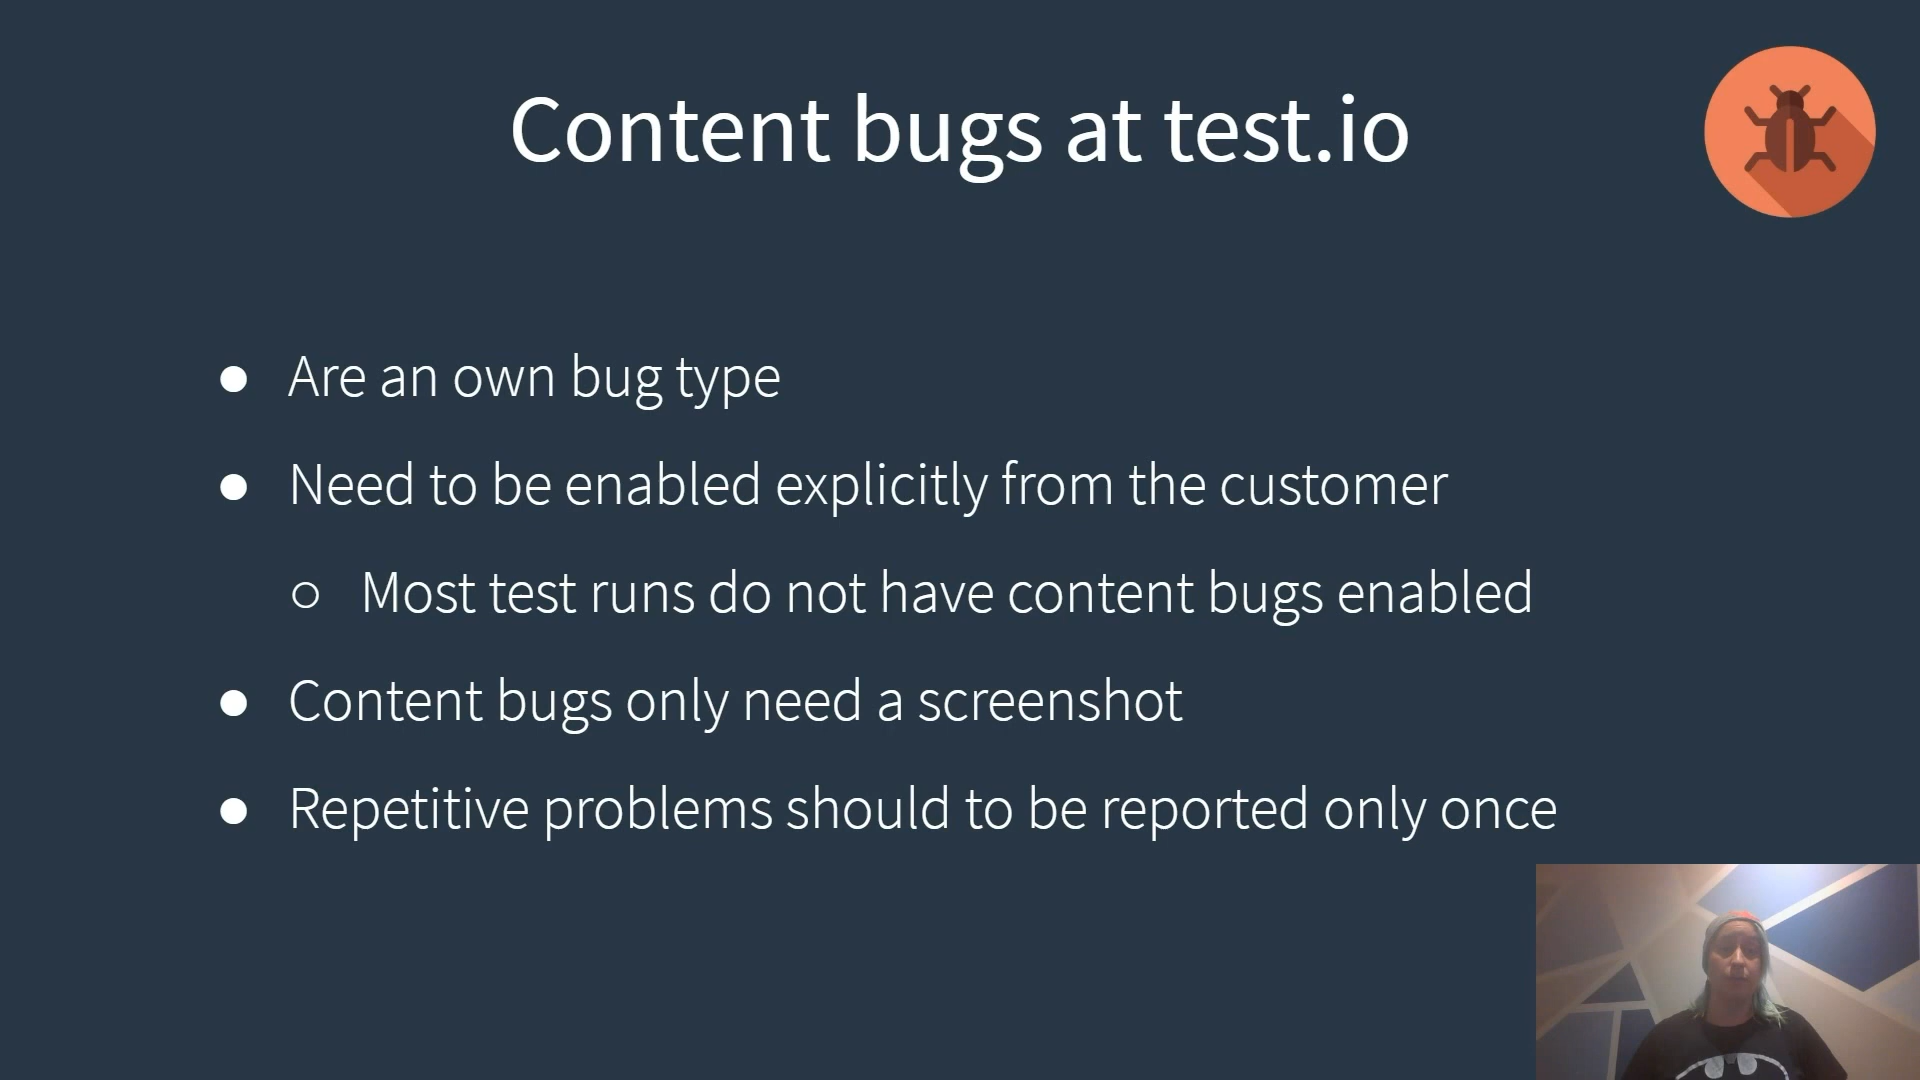 Content bugs at test.io
● Are an own bug type
● Need to be enabled explicitly from the customer
○ Most test runs do not have content bugs enabled
● Content bugs only need a screenshot
● Repetitive problems should to be reported only once